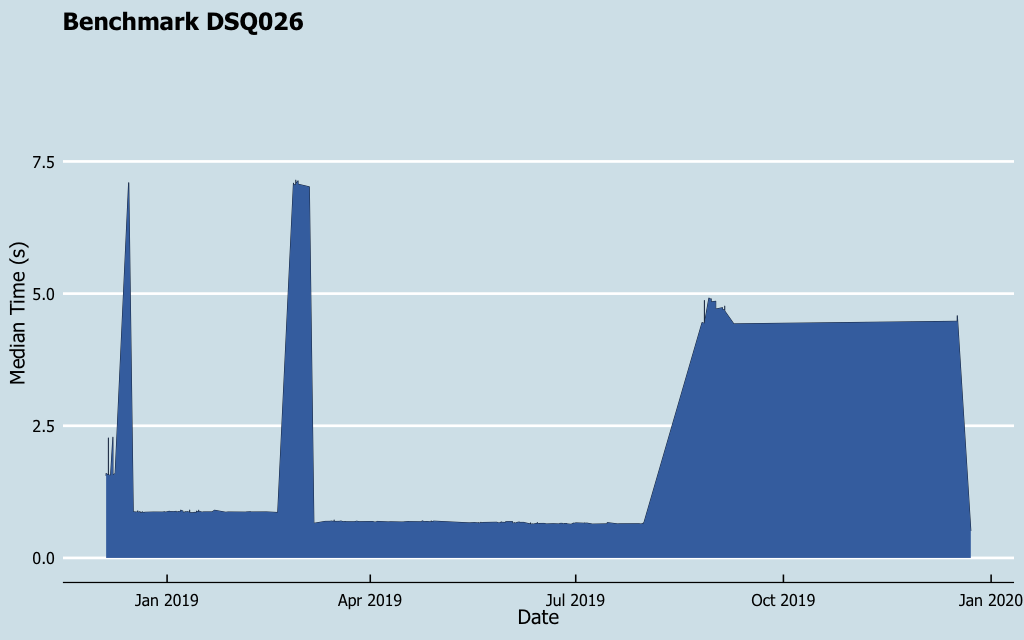 Benchmark DSQ026
Median Time (s)
7.5
5.0
2.5
0.0
Jan 2019
Apr 2019
Jul 2019
Oct 2019
Jan 2020
Date